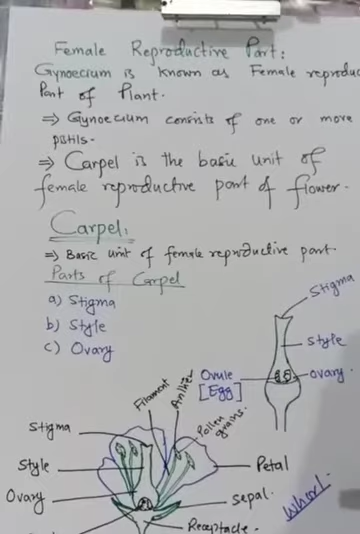 Female Reproductive Part:
Gynoecium is known as Female reproduc
Part of Plant.
⇒ Gynoecium consists of one or more
pistils.
⇒ Carpel is the basic unit of
female reproductive part of flower.
Carpel:
⇒ Basic unit of female reproductive part.
Parts of Carpel
a) Stigma
b) Style
c) Ovary
Stigma
Style
Ovary.
Ovule
[Egg]
Filament
Anther
Pollen
grains.
Stigma
Style
Ovary
Petal
Sepal.
Receptacle.
Whorl.